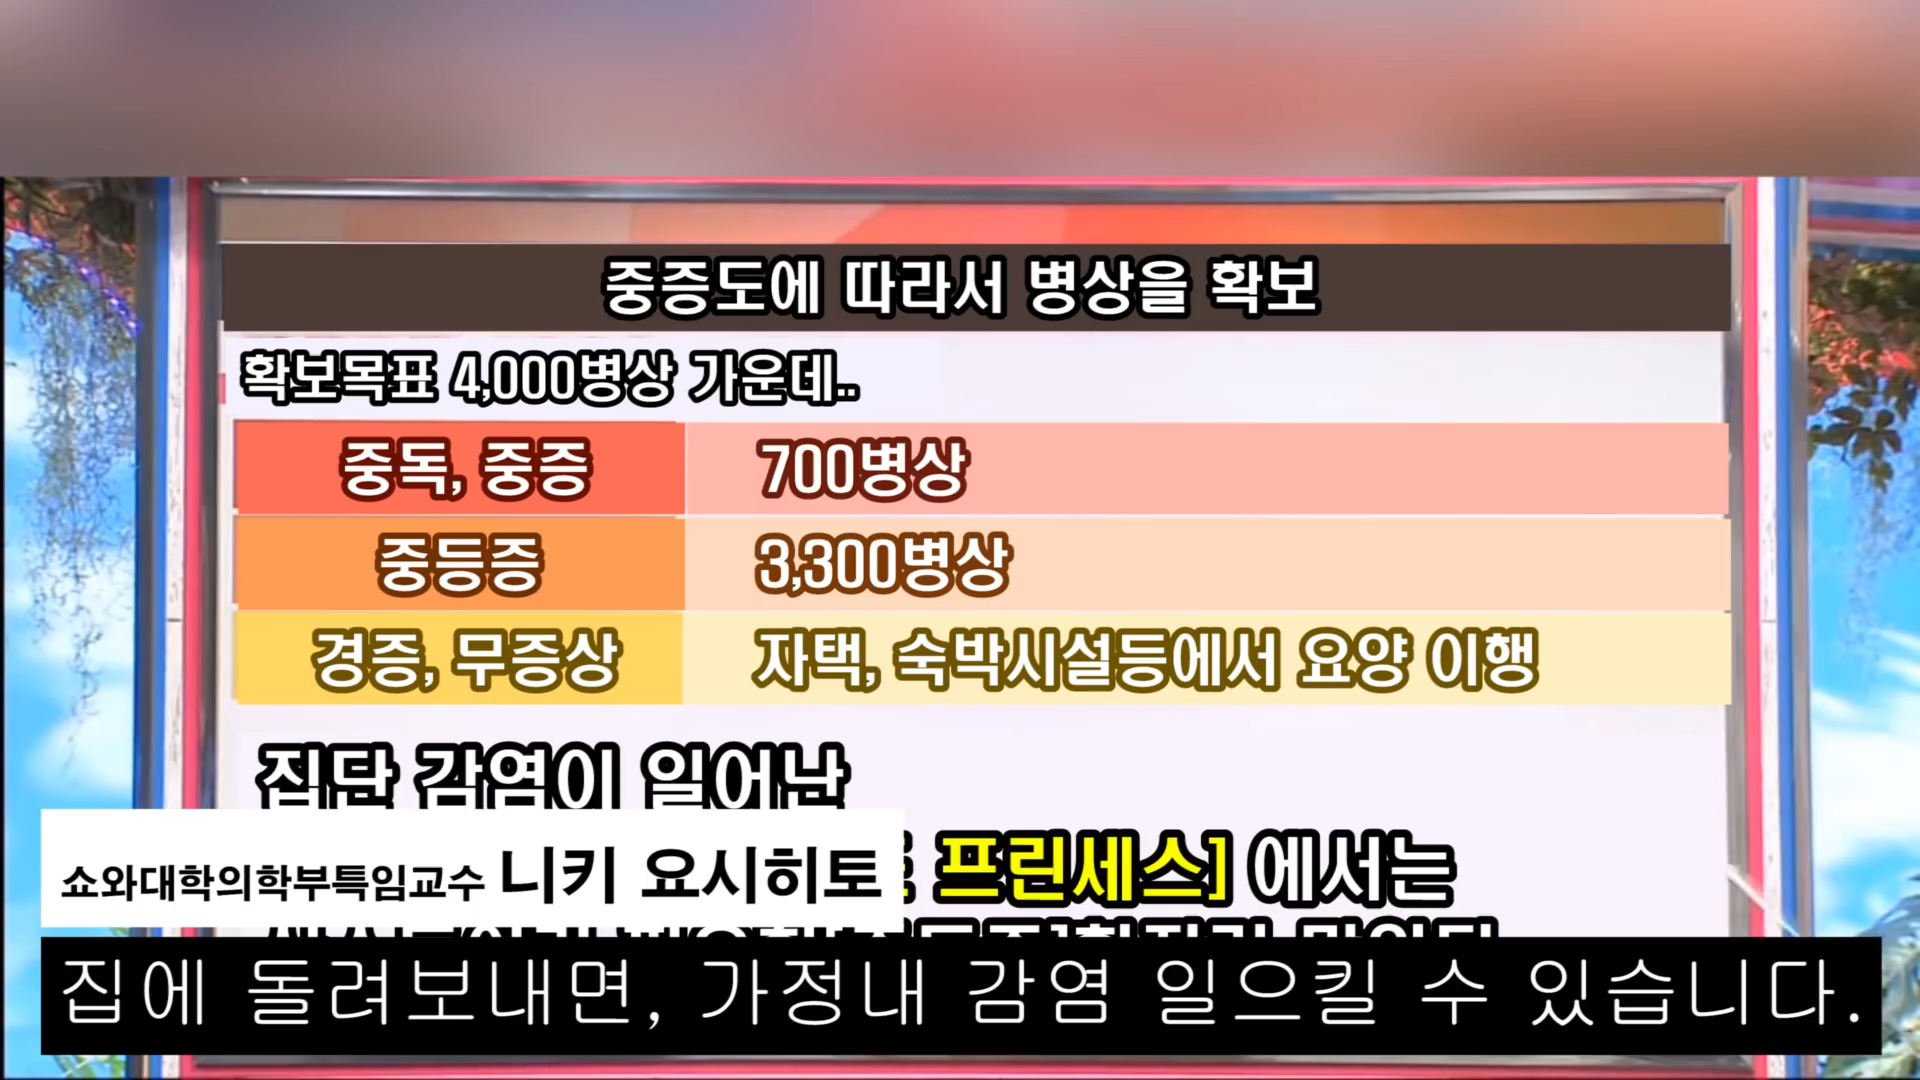 중증도에 따라서 병상을 확보
확보목표 4,000병상 가운데..
중독, 중증 700병상
중등증 3,300병상
경증, 무증상 자택, 숙박시설등에서 요양 이행
집단 감염이 일어난
프린세스] 에서는
쇼와대학의학부특임교수 니키 요시히토
집에 돌려보내면, 가정내 감염 일으킬 수 있습니다.